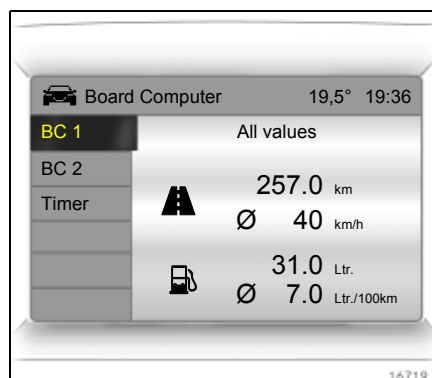 Board Computer 19,5° 19:36
BC 1 All values
BC 2
Timer
257.0 km
Ø 40 km/h
31.0 Ltr.
Ø 7.0 Ltr./100km
16719